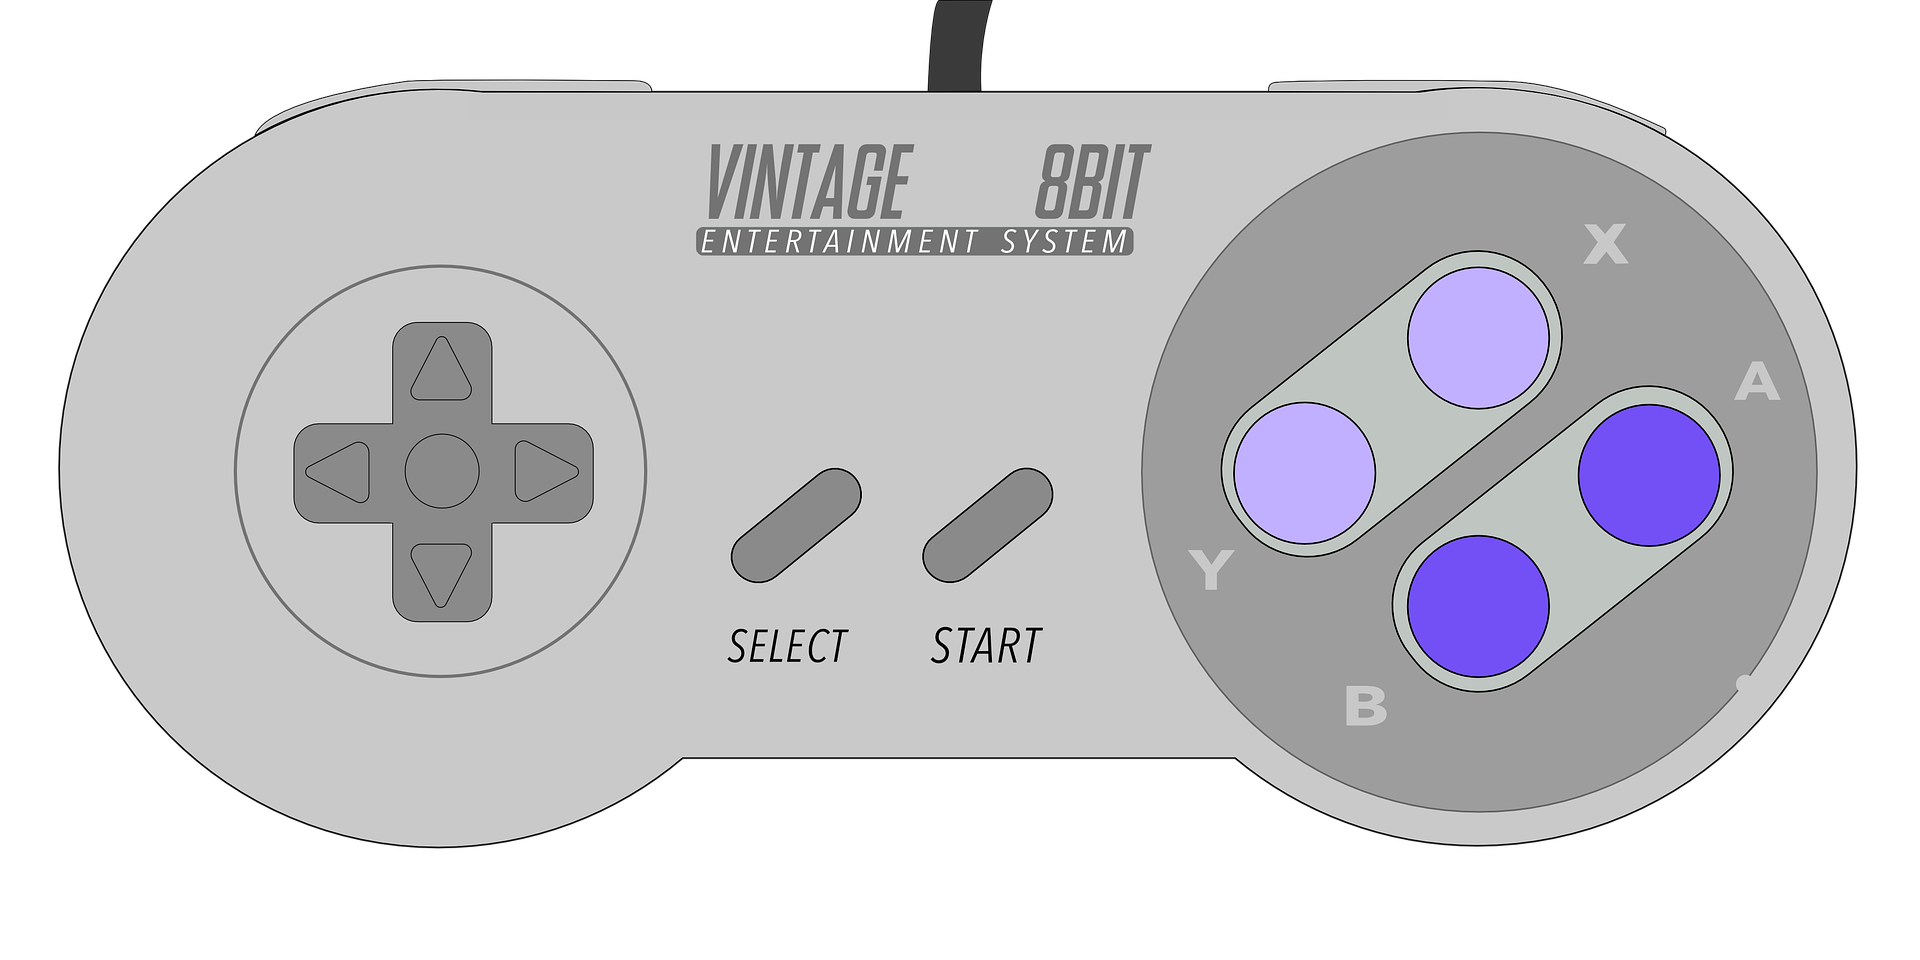 VINTAGE 8BIT
ENTERTAINMENT SYSTEM
X
A
Y
B
SELECT START